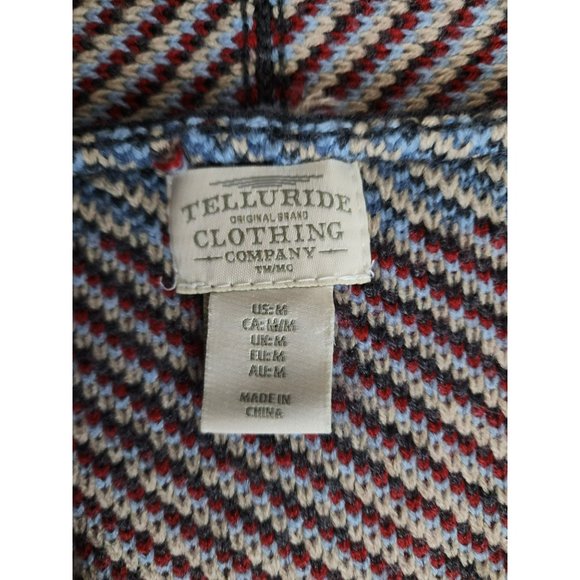 TELLURIDE
ORIGINAL BRAND
CLOTHING
COMPANY
TM/MC
US: M
CA: M/M
UK: M
EU: M
AU: M
MADE IN
CHINA